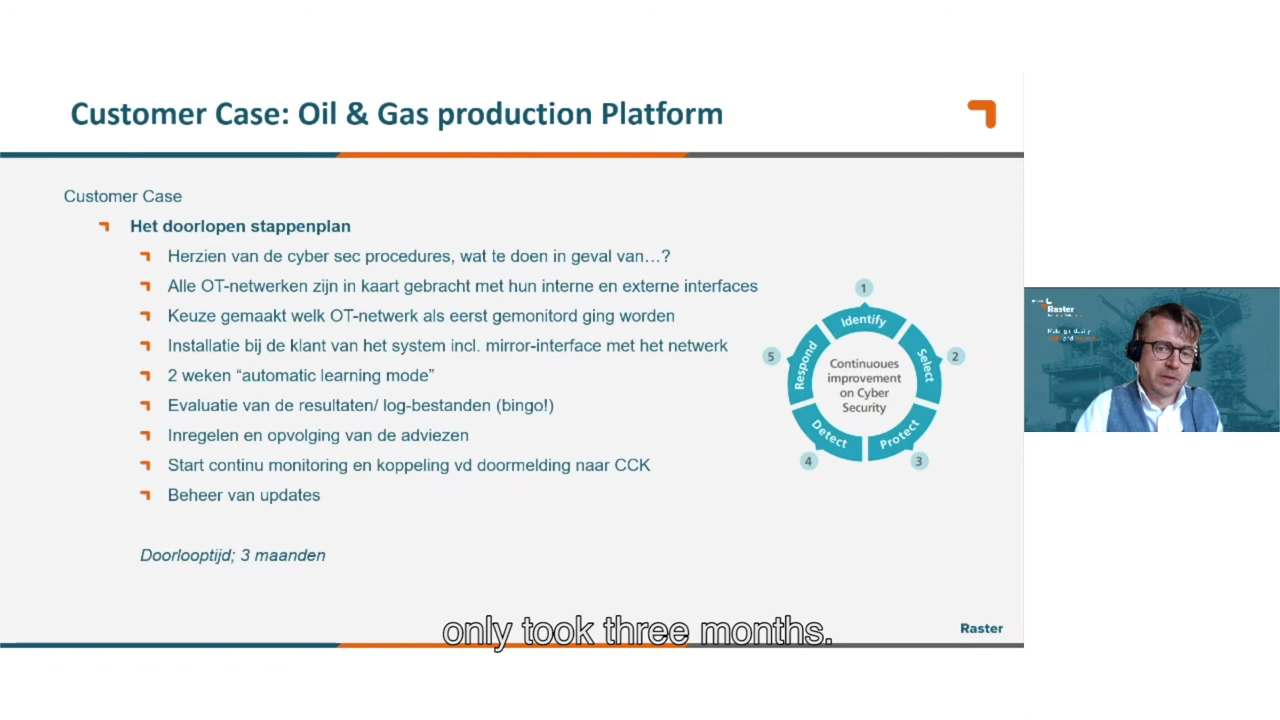 Customer Case: Oil & Gas production Platform
Customer Case
Het doorlopen stappenplan
Herzien van de cyber sec procedures, wat te doen in geval van…?
Alle OT-netwerken zijn in kaart gebracht met hun interne en externe interfaces
Keuze gemaakt welk OT-netwerk als eerst gemonitord ging worden
Installatie bij de klant van het system incl. mirror-interface met het netwerk
2 weken “automatic learning mode”
Evaluatie van de resultaten/ log-bestanden (bingo!)
Inregelen en opvolging van de adviezen
Start continu monitoring en koppeling vd doormelding naar CCK
Beheer van updates
Doorlooptijd; 3 maanden
1
Identify
2
Select
3
Protect
4
Detect
5
Respond
Continuoues
improvement
on Cyber
Security
Raster
Making industry
and
only took three months.
Raster